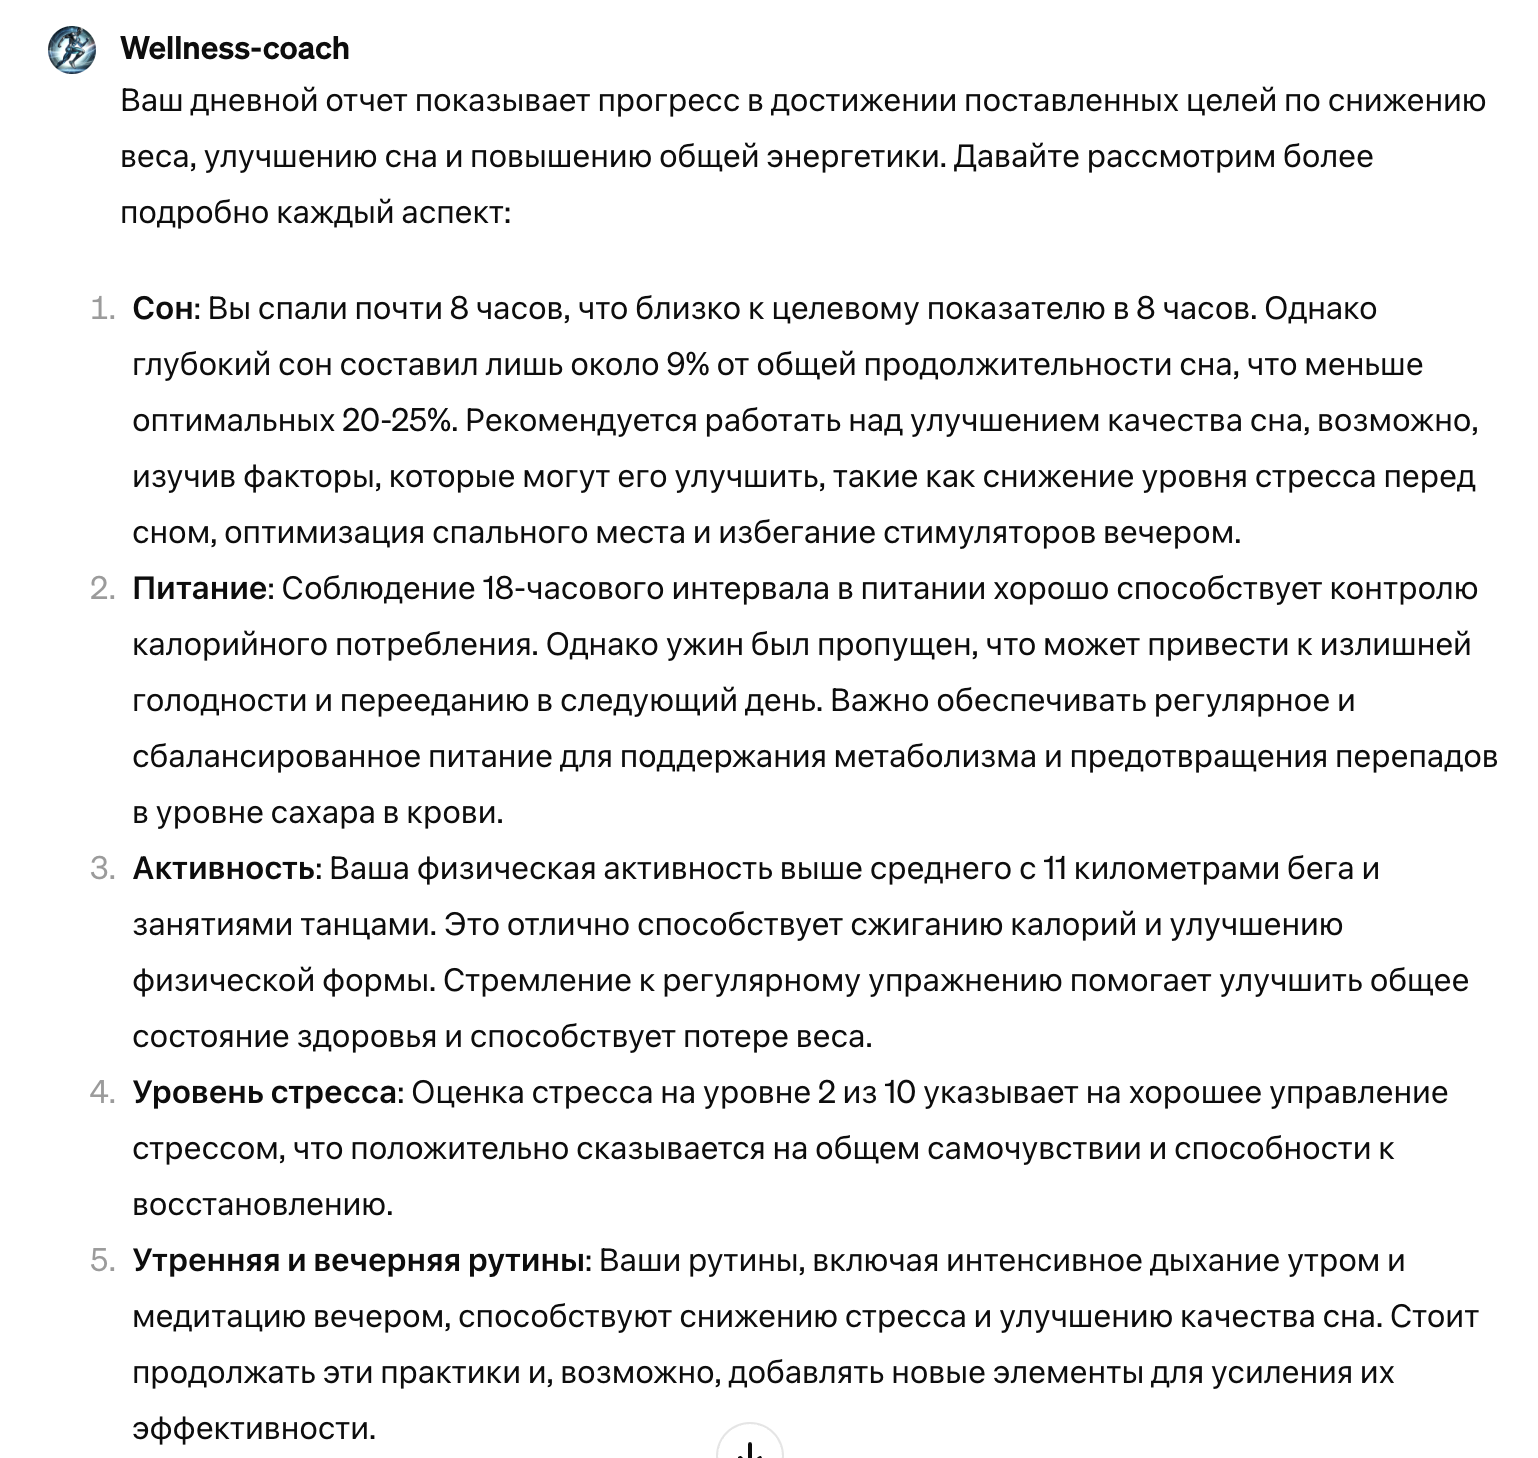 Wellness-coach
Ваш дневной отчет показывает прогресс в достижении поставленных целей по снижению
веса, улучшению сна и повышению общей энергетики. Давайте рассмотрим более
подробно каждый аспект:
1. Сон: Вы спали почти 8 часов, что близко к целевому показателю в 8 часов. Однако
глубокий сон составил лишь около 9% от общей продолжительности сна, что меньше
оптимальных 20-25%. Рекомендуется работать над улучшением качества сна, возможно,
изучив факторы, которые могут его улучшить, такие как снижение уровня стресса перед
сном, оптимизация спального места и избегание стимуляторов вечером.
2. Питание: Соблюдение 18-часового интервала в питании хорошо способствует контролю
калорийного потребления. Однако ужин был пропущен, что может привести к излишней
голодности и перееданию в следующий день. Важно обеспечивать регулярное и
сбалансированное питание для поддержания метаболизма и предотвращения перепадов
в уровне сахара в крови.
3. Активность: Ваша физическая активность выше среднего с 11 километрами бега и
занятиями танцами. Это отлично способствует сжиганию калорий и улучшению
физической формы. Стремление к регулярному упражнению помогает улучшить общее
состояние здоровья и способствует потере веса.
4. Уровень стресса: Оценка стресса на уровне 2 из 10 указывает на хорошее управление
стрессом, что положительно сказывается на общем самочувствии и способности к
восстановлению.
5. Утренняя и вечерняя рутины: Ваши рутины, включая интенсивное дыхание утром и
медитацию вечером, способствуют снижению стресса и улучшению качества сна. Стоит
продолжать эти практики и, возможно, добавлять новые элементы для усиления их
эффективности.